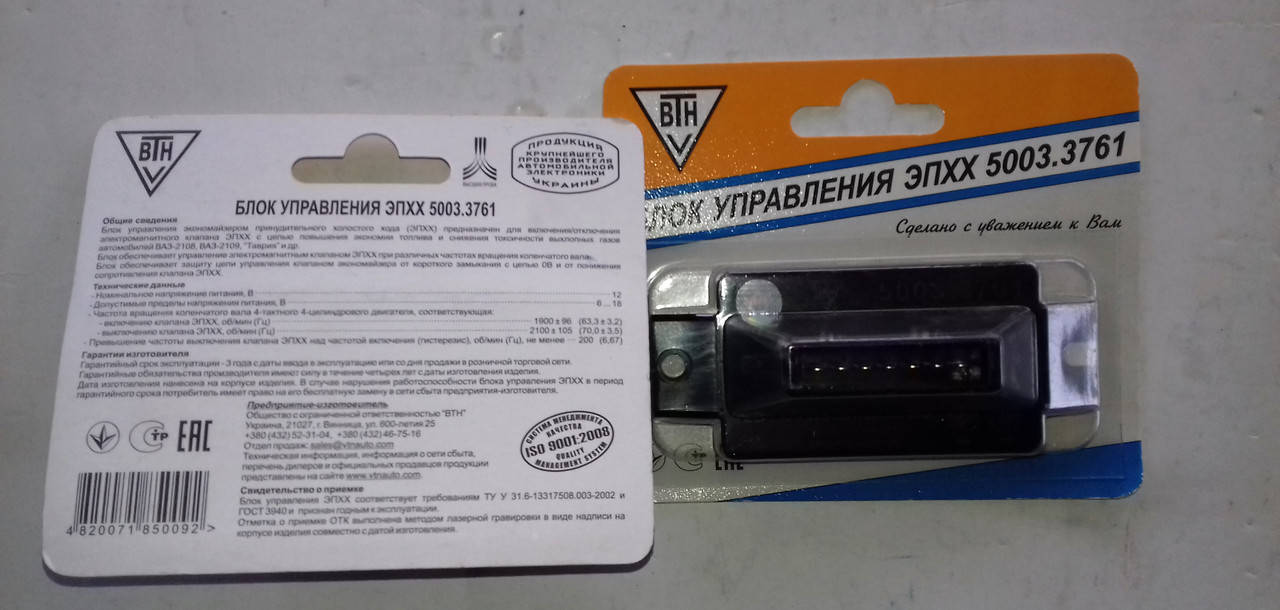 ВТН
ВЫСШАЯ ПРОБА
ПРОДУКЦИЯ
КРУПНЕЙШЕГО
ПРОИЗВОДИТЕЛЯ
АВТОМОБИЛЬНОЙ
ЭЛЕКТРОНИКИ
УКРАИНЫ
БЛОК УПРАВЛЕНИЯ ЭПХХ 5003.3761
Общие сведения
Блок управления экономайзером принудительного холостого хода (ЭПХХ) предназначен для включения/отключения
электромагнитного клапана ЭПХХ с целью повышения экономии топлива и снижения токсичности выхлопных газов
автомобилей ВАЗ-2108, ВАЗ-2109, "Таврия" и др.
Блок обеспечивает управление электромагнитным клапаном ЭПХХ при различных частотах вращения коленчатого вала.
Блок обеспечивает защиту цепи управления клапаном экономайзера от короткого замыкания с цепью 0В и от понижения
сопротивления клапана ЭПХХ.
Технические данные
- Номинальное напряжение питания, В 12
- Допустимые пределы напряжения питания, В 6 ... 18
- Частота вращения коленчатого вала 4-тактного 4-цилиндрового двигателя, соответствующая:
- включению клапана ЭПХХ, об/мин (Гц) 1900 ± 96 (63,3 ± 3,2)
- выключению клапана ЭПХХ, об/мин (Гц) 2100 ± 105 (70,0 ± 3,5)
- Превышение частоты выключения клапана ЭПХХ над частотой включения (гистерезис), об/мин (Гц), не менее — 200 (6,67)
Гарантии изготовителя
Гарантийный срок эксплуатации - 3 года с даты ввода в эксплуатацию или со дня продажи в розничной торговой сети.
Гарантийные обязательства производителя имеют силу в течение четырех лет с даты изготовления изделия.
Дата изготовления нанесена на корпусе изделия. В случае нарушения работоспособности блока управления ЭПХХ в период
гарантийного срока потребитель имеет право на его бесплатную замену в сети сбыта предприятия-изготовителя.
Предприятие-изготовитель
Общество с ограниченной ответственностью "ВТН"
Украина, 21027, г. Винница, ул. 600-летия 25
+380 (432) 52-31-04, +380 (432) 46-75-16
Отдел продаж: sales@vtnauto.com
Техническая информация, информация о сети сбыта,
перечень дилеров и официальных продавцов продукции
представлены на сайте www.vtnauto.com.
ТР ЕАС
СИСТЕМА МЕНЕДЖМЕНТА
КАЧЕСТВА
ISO 9001:2008
QUALITY
MANAGEMENT SYSTEM
Свидетельство о приемке
Блок управления ЭПХХ соответствует требованиям ТУ У 31.6-13317508.003-2002 и
ГОСТ 3940 и признан годным к эксплуатации.
Отметка о приемке ОТК выполнена методом лазерной гравировки в виде надписи на
корпусе изделия совместно с датой изготовления.
4 820071 850092 >
ВТН
БЛОК УПРАВЛЕНИЯ ЭПХХ 5003.3761
Сделано с уважением к Вам
ЕАС